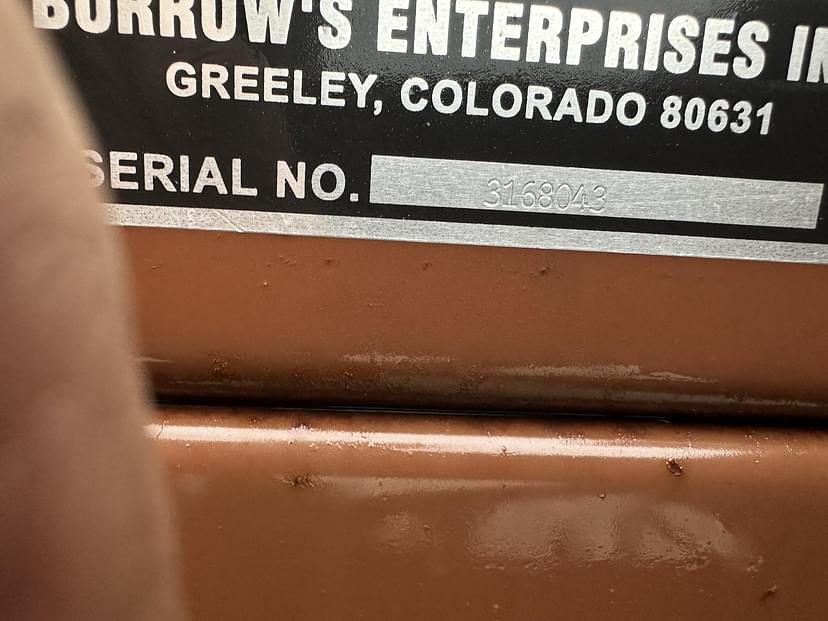 BURROW'S ENTERPRISES IN
GREELEY, COLORADO 80631
SERIAL NO. 3168043